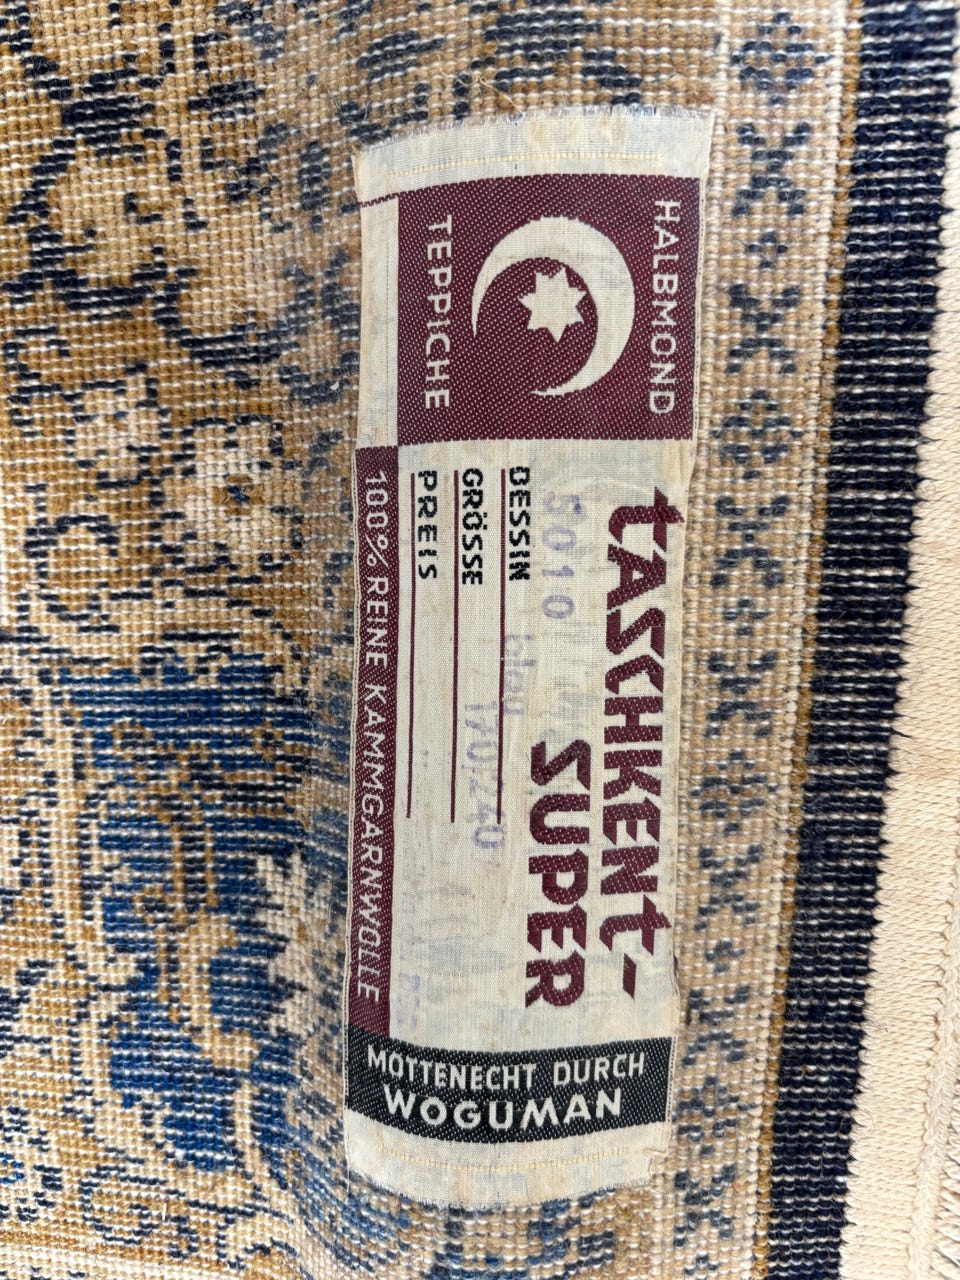 HALBMOND
TEPPICHE
TASCHKENT-
SUPER
5010
DESSIN blau
GRÖSSE 170/240
PREIS
100% REINE KAMMGARNWOLLE
MOTTENECHT DURCH
WOGUMAN